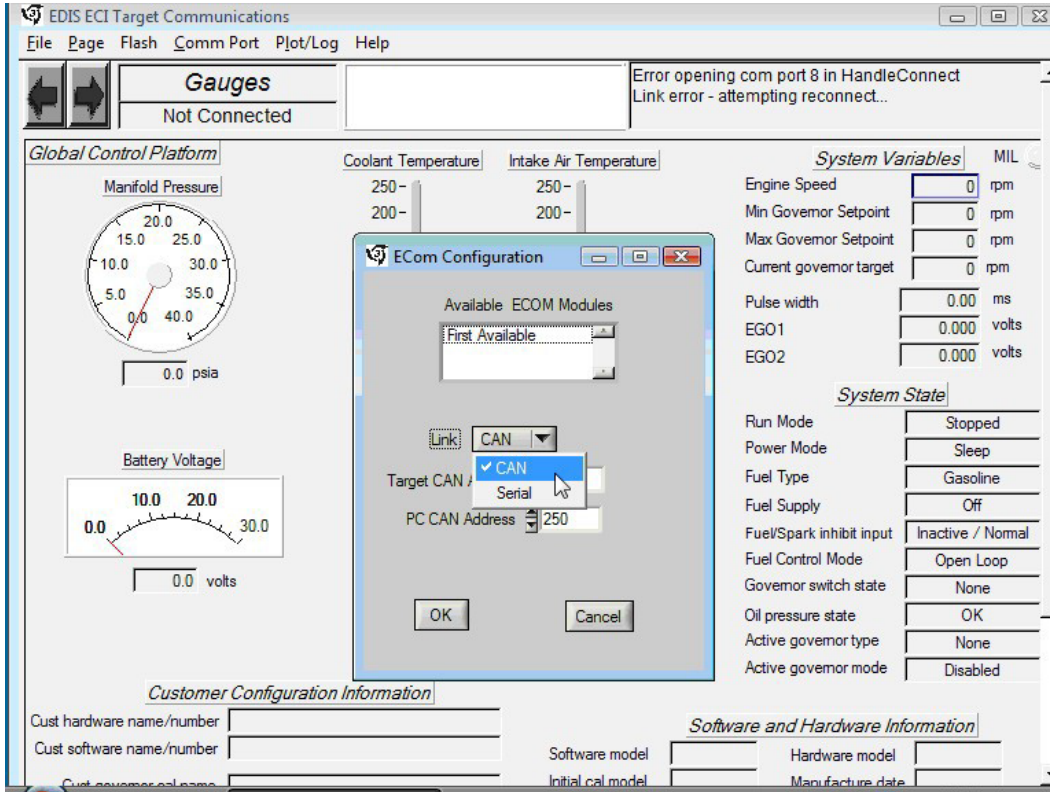 EDIS ECI Target Communications
File Page Flash Comm Port Plot/Log Help
Gauges
Not Connected
Error opening com port 8 in HandleConnect
Link error - attempting reconnect...
Global Control Platform
Manifold Pressure
0.0 5.0 10.0 15.0 20.0 25.0 30.0 35.0 40.0
0.0 psia
Battery Voltage
0.0 10.0 20.0 30.0
0.0 volts
Coolant Temperature
250
200
Intake Air Temperature
250
200
ECom Configuration
Available ECOM Modules
First Available
Link CAN
CAN
Serial
Target CAN
PC CAN Address 250
OK Cancel
System Variables
MIL
Engine Speed 0 rpm
Min Governor Setpoint 0 rpm
Max Governor Setpoint 0 rpm
Current governor target 0 rpm
Pulse width 0.00 ms
EGO1 0.000 volts
EGO2 0.000 volts
System State
Run Mode Stopped
Power Mode Sleep
Fuel Type Gasoline
Fuel Supply Off
Fuel/Spark inhibit input Inactive / Normal
Fuel Control Mode Open Loop
Governor switch state None
Oil pressure state OK
Active governor type None
Active governor mode Disabled
Customer Configuration Information
Cust hardware name/number
Cust software name/number
Cust governor cal name
Software and Hardware Information
Software model
Hardware model
Initial cal model
Manufacture date